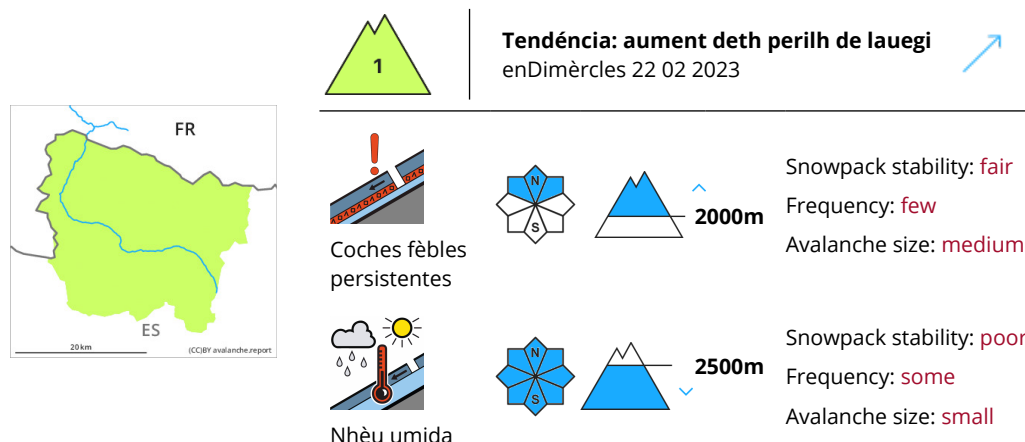 1
Tendéncia: aument deth perilh de lauegi
enDimèrcles 22 02 2023
FR
ES
20 km
(CC)BY avalanche.report
Coches fèbles
persistentes
N
S
2000m
Snowpack stability: fair
Frequency: few
Avalanche size: medium
Nhèu umida
N
S
2500m
Snowpack stability: poor
Frequency: some
Avalanche size: small